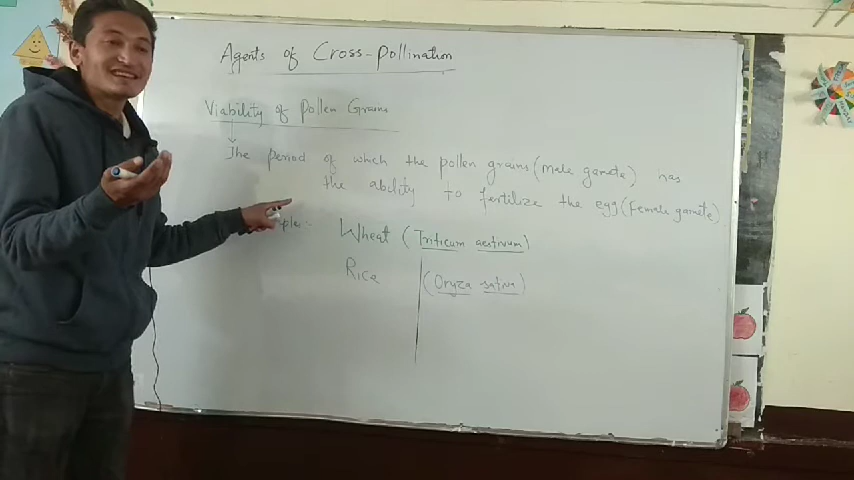 Agents of Cross-pollination
Viability of pollen Grains
The period of which the pollen grains (male gamete) has
the ability to fertilize the egg (female gamete)
Wheat (Triticum aestivum)
Rice (Oryza sativa)